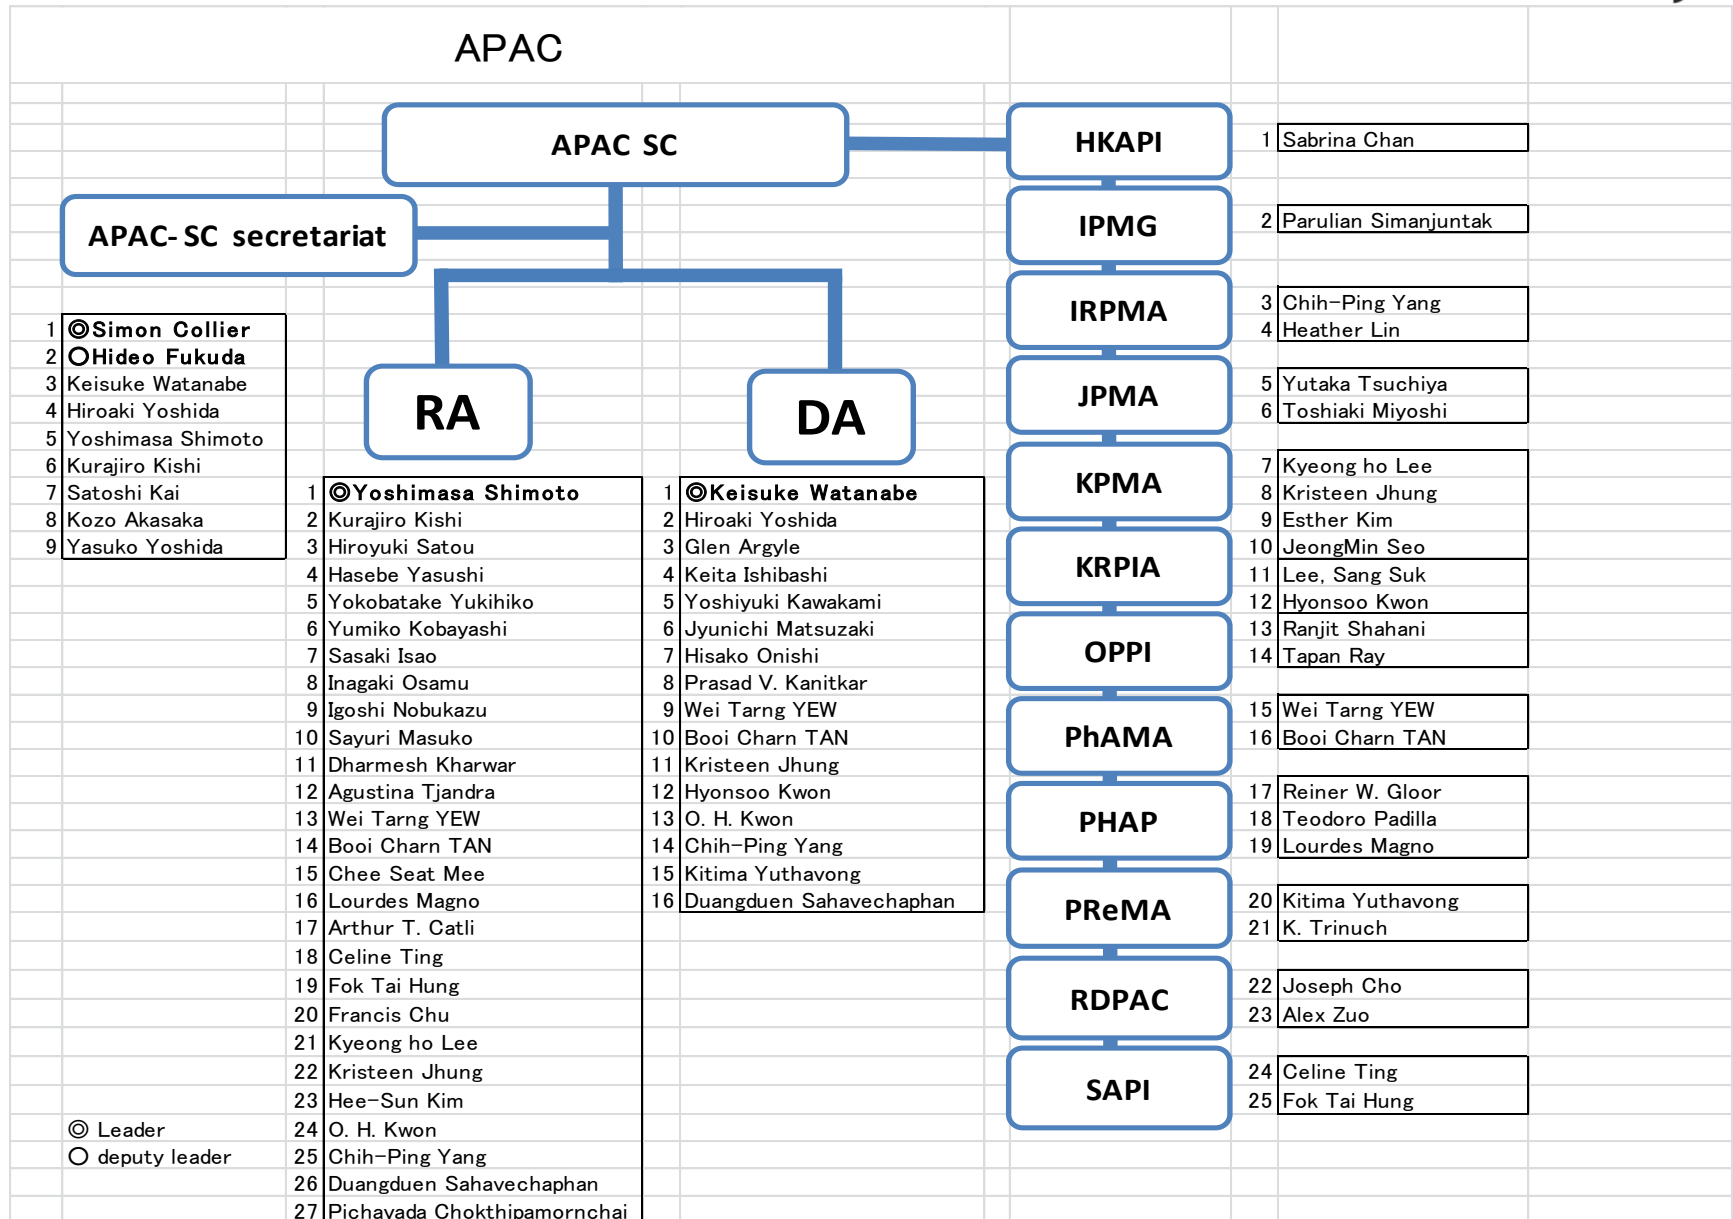 APAC
APAC SC
APAC-SC secretariat
1 ◎Simon Collier
2 ○Hideo Fukuda
3 Keisuke Watanabe
4 Hiroaki Yoshida
5 Yoshimasa Shimoto
6 Kurajiro Kishi
7 Satoshi Kai
8 Kozo Akasaka
9 Yasuko Yoshida
◎ Leader
○ deputy leader
RA
1 ◎Yoshimasa Shimoto
2 Kurajiro Kishi
3 Hiroyuki Satou
4 Hasebe Yasushi
5 Yokobatake Yukihiko
6 Yumiko Kobayashi
7 Sasaki Isao
8 Inagaki Osamu
9 Igoshi Nobukazu
10 Sayuri Masuko
11 Dharmesh Kharwar
12 Agustina Tjandra
13 Wei Tarng YEW
14 Booi Charn TAN
15 Chee Seat Mee
16 Lourdes Magno
17 Arthur T. Catli
18 Celine Ting
19 Fok Tai Hung
20 Francis Chu
21 Kyeong ho Lee
22 Kristeen Jhung
23 Hee-Sun Kim
24 O. H. Kwon
25 Chih-Ping Yang
26 Duangduen Sahavechaphan
27 Pichayada Chokthipamornchai
DA
1 ◎Keisuke Watanabe
2 Hiroaki Yoshida
3 Glen Argyle
4 Keita Ishibashi
5 Yoshiyuki Kawakami
6 Jyunichi Matsuzaki
7 Hisako Onishi
8 Prasad V. Kanitkar
9 Wei Tarng YEW
10 Booi Charn TAN
11 Kristeen Jhung
12 Hyonsoo Kwon
13 O. H. Kwon
14 Chih-Ping Yang
15 Kitima Yuthavong
16 Duangduen Sahavechaphan
HKAPI
1 Sabrina Chan
IPMG
2 Parulian Simanjuntak
IRPMA
3 Chih-Ping Yang
4 Heather Lin
JPMA
5 Yutaka Tsuchiya
6 Toshiaki Miyoshi
KPMA
7 Kyeong ho Lee
8 Kristeen Jhung
9 Esther Kim
10 JeongMin Seo
KRPIA
11 Lee, Sang Suk
12 Hyonsoo Kwon
OPPI
13 Ranjit Shahani
14 Tapan Ray
PhAMA
15 Wei Tarng YEW
16 Booi Charn TAN
PHAP
17 Reiner W. Gloor
18 Teodoro Padilla
19 Lourdes Magno
PReMA
20 Kitima Yuthavong
21 K. Trinuch
RDPAC
22 Joseph Cho
23 Alex Zuo
SAPI
24 Celine Ting
25 Fok Tai Hung